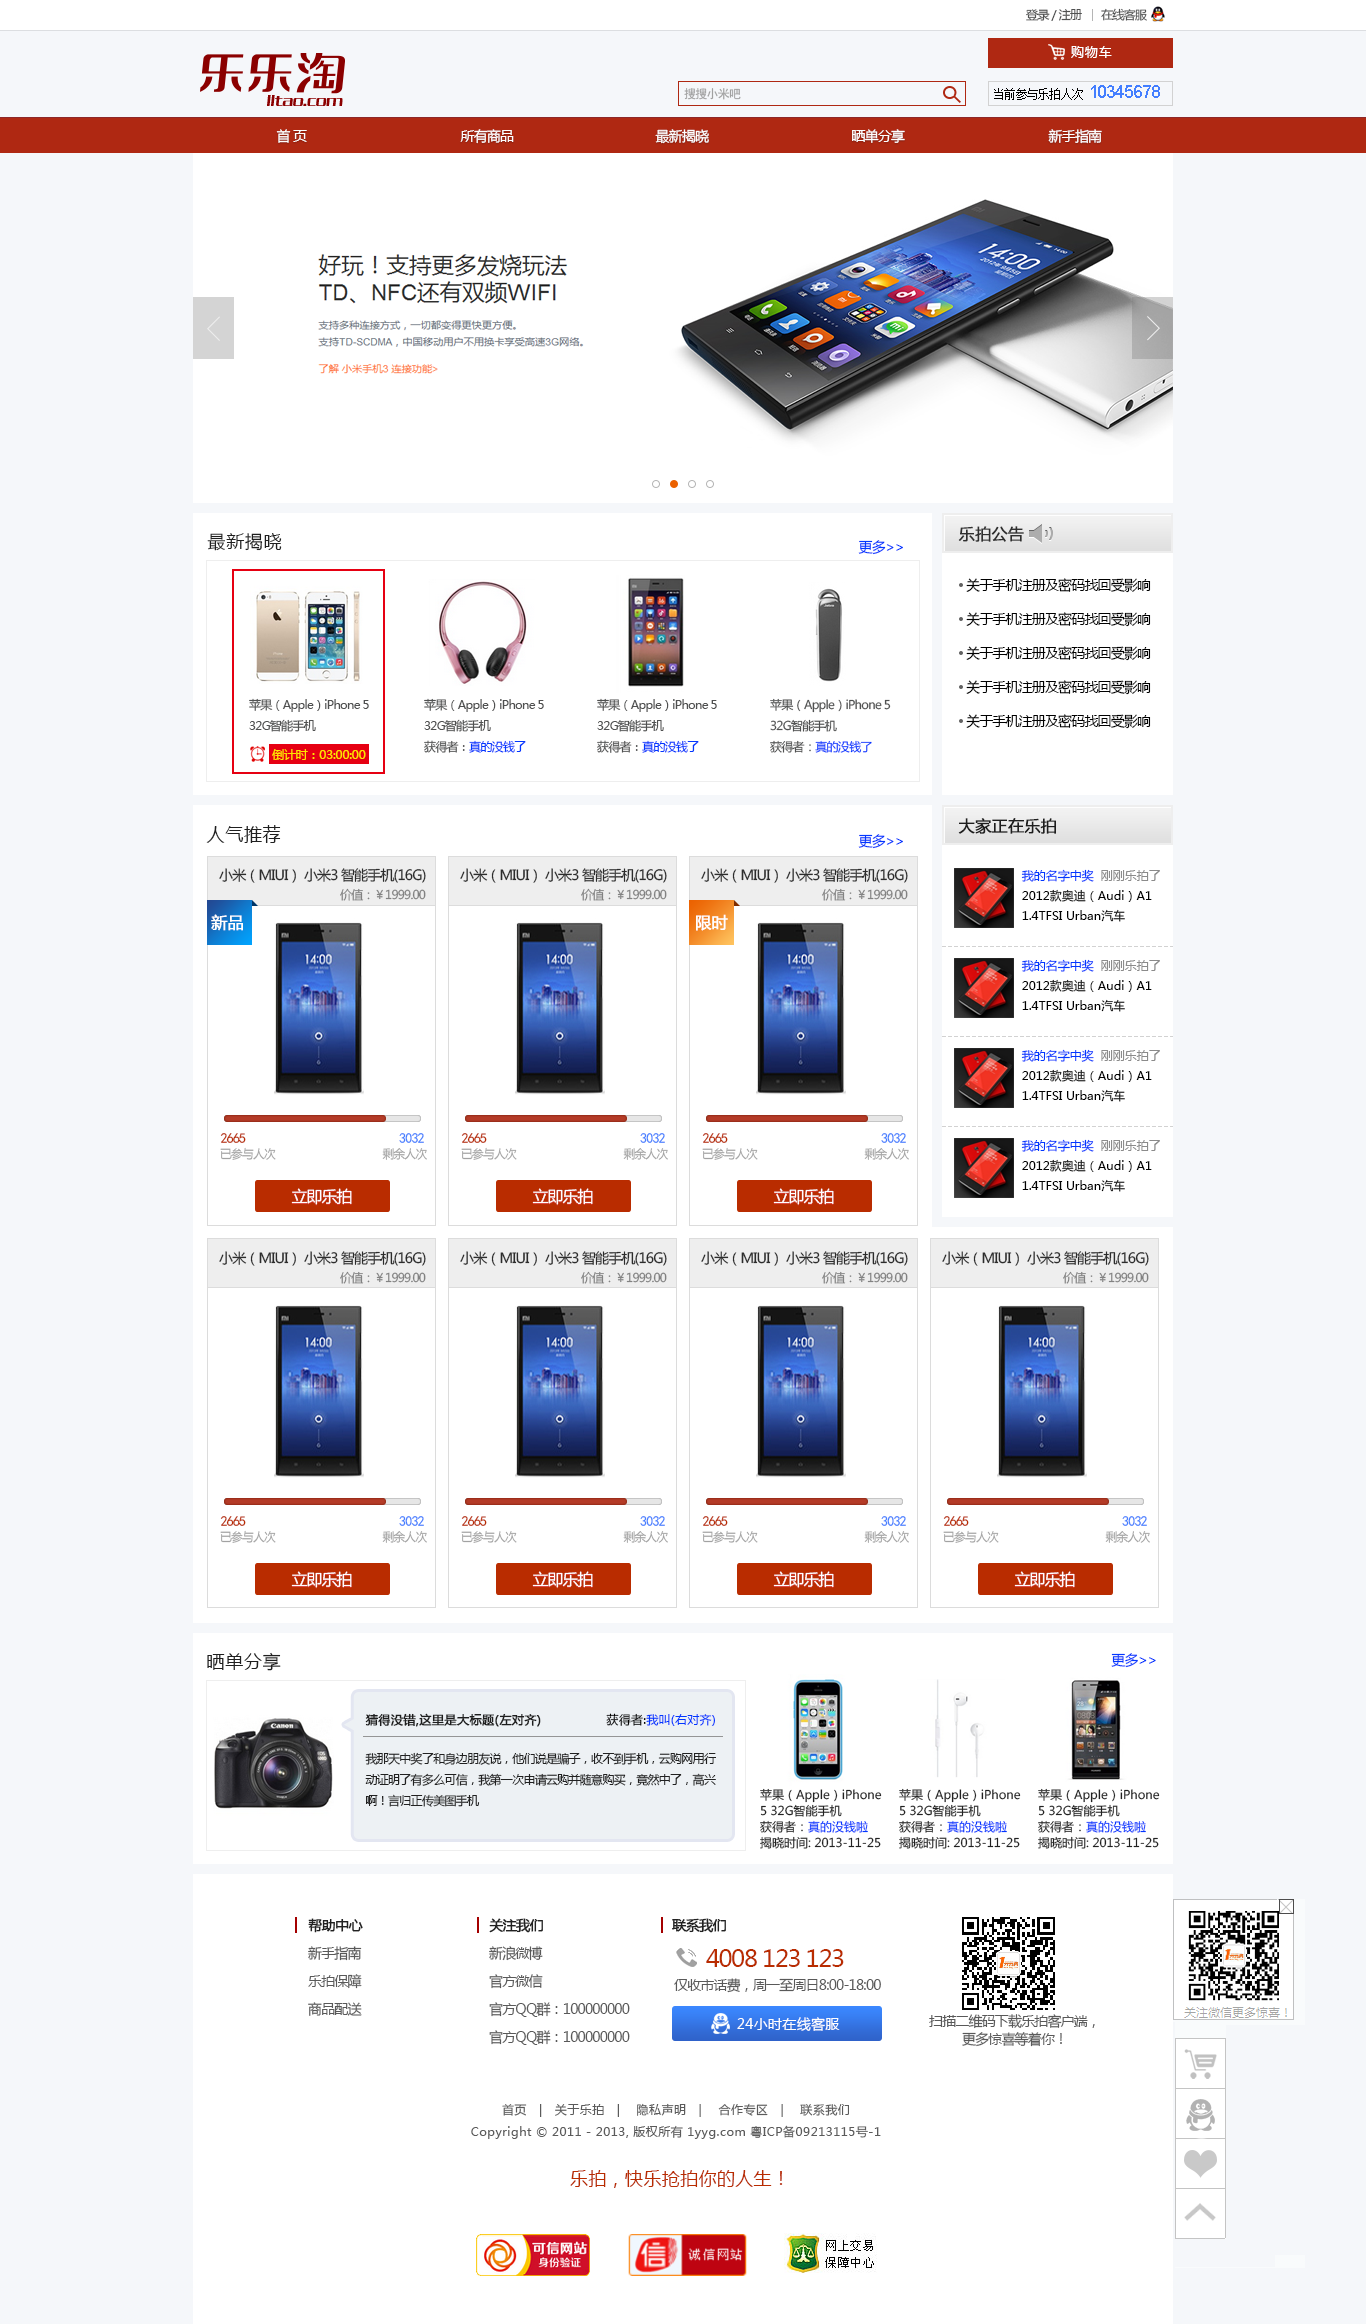 登录 / 注册 | 在线客服
乐乐淘
lltao.com
购物车
搜搜小米吧
当前参与乐拍人次 10345678
首 页 所有商品 最新揭晓 晒单分享 新手指南
好玩！支持更多发烧玩法
TD、NFC还有双频WIFI
支持多种连接方式，一切都变得更快更方便。
支持TD-SCDMA，中国移动用户不用换卡享受高速3G网络。
了解 小米手机3 连接功能>
14:00
最新揭晓
更多>>
苹果（Apple）iPhone 5
32G智能手机
倒计时：03:00:00
苹果（Apple）iPhone 5
32G智能手机
获得者：真的没钱了
苹果（Apple）iPhone 5
32G智能手机
获得者：真的没钱了
苹果（Apple）iPhone 5
32G智能手机
获得者：真的没钱了
乐拍公告
• 关于手机注册及密码找回受影响
• 关于手机注册及密码找回受影响
• 关于手机注册及密码找回受影响
• 关于手机注册及密码找回受影响
• 关于手机注册及密码找回受影响
人气推荐
更多>>
小米（MIUI） 小米3 智能手机(16G)
价值：￥1999.00
新品
14:00
2665 3032
已参与人次 剩余人次
立即乐拍
小米（MIUI） 小米3 智能手机(16G)
价值：￥1999.00
14:00
2665 3032
已参与人次 剩余人次
立即乐拍
小米（MIUI） 小米3 智能手机(16G)
价值：￥1999.00
限时
14:00
2665 3032
已参与人次 剩余人次
立即乐拍
大家正在乐拍
我的名字中奖 刚刚乐拍了
2012款奥迪（Audi）A1
1.4TFSI Urban汽车
我的名字中奖 刚刚乐拍了
2012款奥迪（Audi）A1
1.4TFSI Urban汽车
我的名字中奖 刚刚乐拍了
2012款奥迪（Audi）A1
1.4TFSI Urban汽车
我的名字中奖 刚刚乐拍了
2012款奥迪（Audi）A1
1.4TFSI Urban汽车
小米（MIUI） 小米3 智能手机(16G)
价值：￥1999.00
14:00
2665 3032
已参与人次 剩余人次
立即乐拍
小米（MIUI） 小米3 智能手机(16G)
价值：￥1999.00
14:00
2665 3032
已参与人次 剩余人次
立即乐拍
小米（MIUI） 小米3 智能手机(16G)
价值：￥1999.00
14:00
2665 3032
已参与人次 剩余人次
立即乐拍
小米（MIUI） 小米3 智能手机(16G)
价值：￥1999.00
14:00
2665 3032
已参与人次 剩余人次
立即乐拍
晒单分享
更多>>
Canon
猜得没错,这里是大标题(左对齐) 获得者:我叫(右对齐)
我那天中奖了和身边朋友说，他们说是骗子，收不到手机，云购网用行
动证明了有多么可信，我第一次申请云购并随意购买，竟然中了，高兴
啊！言归正传美图手机
苹果（Apple）iPhone
5 32G智能手机
获得者：真的没钱啦
揭晓时间: 2013-11-25
苹果（Apple）iPhone
5 32G智能手机
获得者：真的没钱啦
揭晓时间: 2013-11-25
苹果（Apple）iPhone
5 32G智能手机
获得者：真的没钱啦
揭晓时间: 2013-11-25
帮助中心
新手指南
乐拍保障
商品配送
关注我们
新浪微博
官方微信
官方QQ群：100000000
官方QQ群：100000000
联系我们
4008 123 123
仅收市话费，周一至周日8:00-18:00
24小时在线客服
扫描二维码下载乐拍客户端，
更多惊喜等着你！
关注微信更多惊喜！
首页 | 关于乐拍 | 隐私声明 | 合作专区 | 联系我们
Copyright © 2011 - 2013, 版权所有 1yyg.com 粤ICP备09213115号-1
乐拍，快乐抢拍你的人生！
可信网站
身份验证
信 诚信网站
网上交易
保障中心